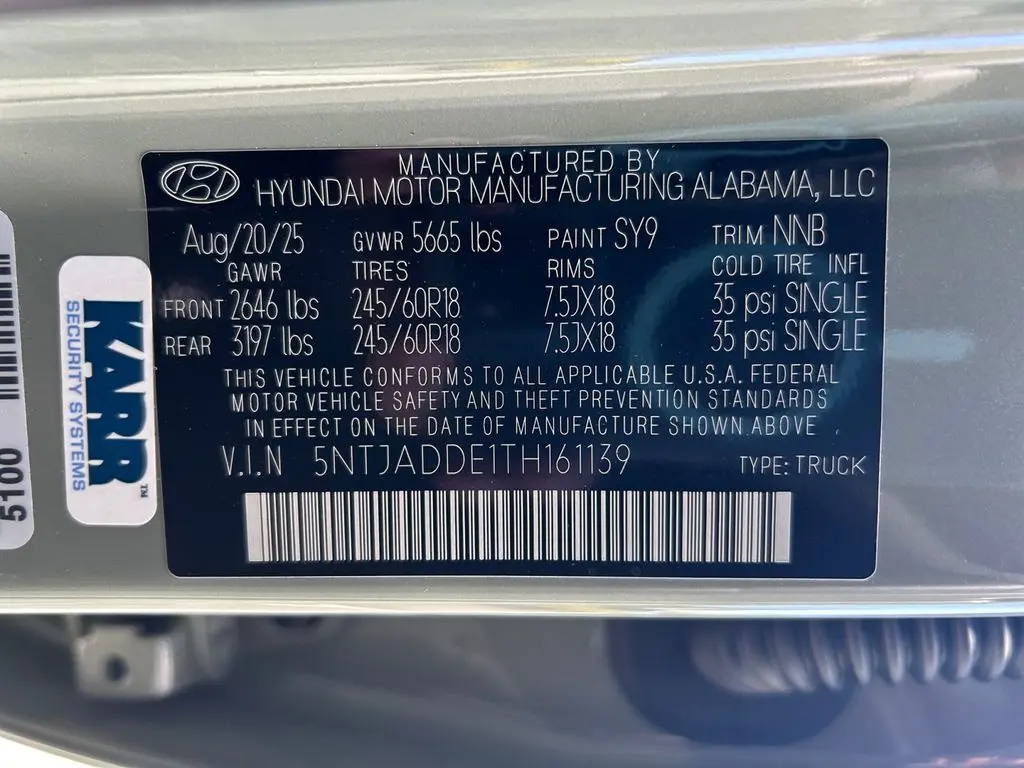 MANUFACTURED BY
HYUNDAI MOTOR MANUFACTURING ALABAMA, LLC
Aug/20/25 GVWR 5665 lbs PAINT SY9 TRIM NNB
GAWR TIRES RIMS COLD TIRE INFL
FRONT 2646 lbs 245/60R18 7.5JX18 35 psi SINGLE
REAR 3197 lbs 245/60R18 7.5JX18 35 psi SINGLE
THIS VEHICLE CONFORMS TO ALL APPLICABLE U.S.A. FEDERAL
MOTOR VEHICLE SAFETY AND THEFT PREVENTION STANDARDS
IN EFFECT ON THE DATE OF MANUFACTURE SHOWN ABOVE
V.I.N 5NTJADDE1TH161139 TYPE: TRUCK
KARR™
SECURITY SYSTEMS
5100